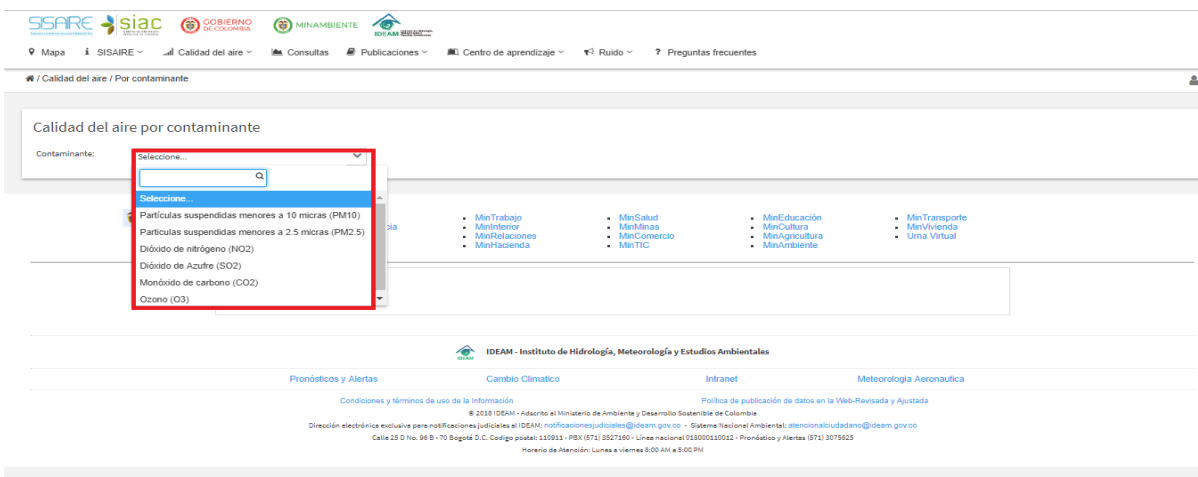 SISAIRE siac GOBIERNO DE COLOMBIA MINAMBIENTE IDEAM
Mapa SISAIRE Calidad del aire Consultas Publicaciones Centro de aprendizaje Ruido ? Preguntas frecuentes
/ Calidad del aire / Por contaminante
Calidad del aire por contaminante
Contaminante:
Seleccione...
Seleccione...
Partículas suspendidas menores a 10 micras (PM10)
Particulas suspendidas menores a 2.5 micras (PM2.5)
Dióxido de nitrógeno (NO2)
Dióxido de Azufre (SO2)
Monóxido de carbono (CO2)
Ozono (O3)
cia
MinTrabajo
MinInterior
MinRelaciones
MinHacienda
MinSalud
MinMinas
MinComercio
MinTIC
MinEducación
MinCultura
MinAgricultura
MinAmbiente
MinTransporte
MinVivienda
Urna Virtual
IDEAM IDEAM - Instituto de Hidrología, Meteorología y Estudios Ambientales
Pronósticos y Alertas Cambio Climatico Intranet Meteorologia Aeronautica
Condiciones y términos de uso de la Información Política de publicación de datos en la Web-Revisada y Ajustada
© 2018 IDEAM - Adscrito al Ministerio de Ambiente y Desarrollo Sostenible de Colombia
Dirección electrónica exclusiva para notificaciones judiciales al IDEAM: notificacionesjudiciales@ideam.gov.co - Sistema Nacional Ambiental: atencionalciudadano@ideam.gov.co
Calle 25 D No. 96 B - 70 Bogotá D.C. Codigo postal: 110911 - PBX (571) 3527160 - Línea nacional 018000110012 - Pronóstico y Alertas (571) 3075625
Horario de Atención: Lunes a viernes 8:00 AM a 5:00 PM